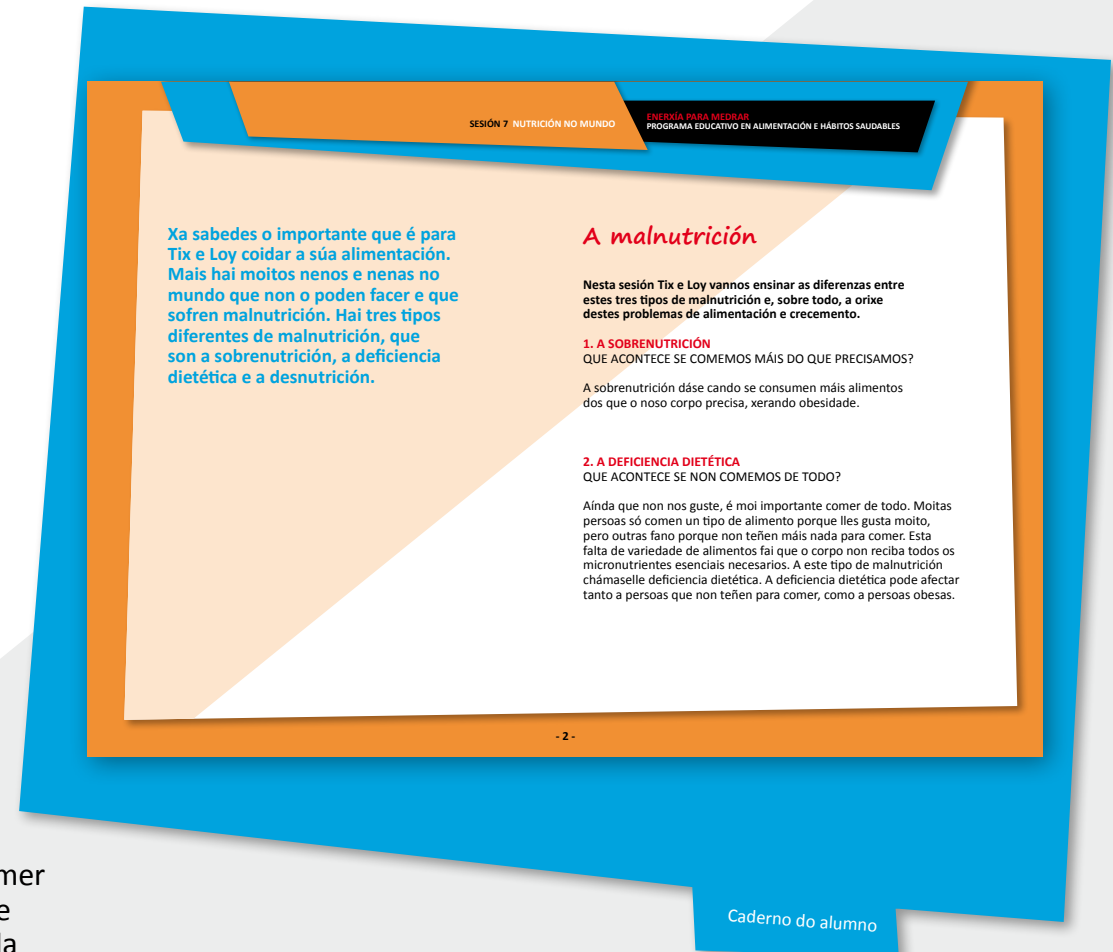 SESIÓN 7 NUTRICIÓN NO MUNDO
ENERXÍA PARA MEDRAR
PROGRAMA EDUCATIVO EN ALIMENTACIÓN E HÁBITOS SAUDABLES
Xa sabedes o importante que é para
Tix e Loy coidar a súa alimentación.
Mais hai moitos nenos e nenas no
mundo que non o poden facer e que
sofren malnutrición. Hai tres tipos
diferentes de malnutrición, que
son a sobrenutrición, a deficiencia
dietética e a desnutrición.
A malnutrición
Nesta sesión Tix e Loy vannos ensinar as diferenzas entre
estes tres tipos de malnutrición e, sobre todo, a orixe
destes problemas de alimentación e crecemento.
1. A SOBRENUTRICIÓN
QUE ACONTECE SE COMEMOS MÁIS DO QUE PRECISAMOS?
A sobrenutrición dáse cando se consumen máis alimentos
dos que o noso corpo precisa, xerando obesidade.
2. A DEFICIENCIA DIETÉTICA
QUE ACONTECE SE NON COMEMOS DE TODO?
Aínda que non nos guste, é moi importante comer de todo. Moitas
persoas só comen un tipo de alimento porque lles gusta moito,
pero outras fano porque non teñen máis nada para comer. Esta
falta de variedade de alimentos fai que o corpo non reciba todos os
micronutrientes esenciais necesarios. A este tipo de malnutrición
chámaselle deficiencia dietética. A deficiencia dietética pode afectar
tanto a persoas que non teñen para comer, como a persoas obesas.
- 2 -
Caderno do alumno